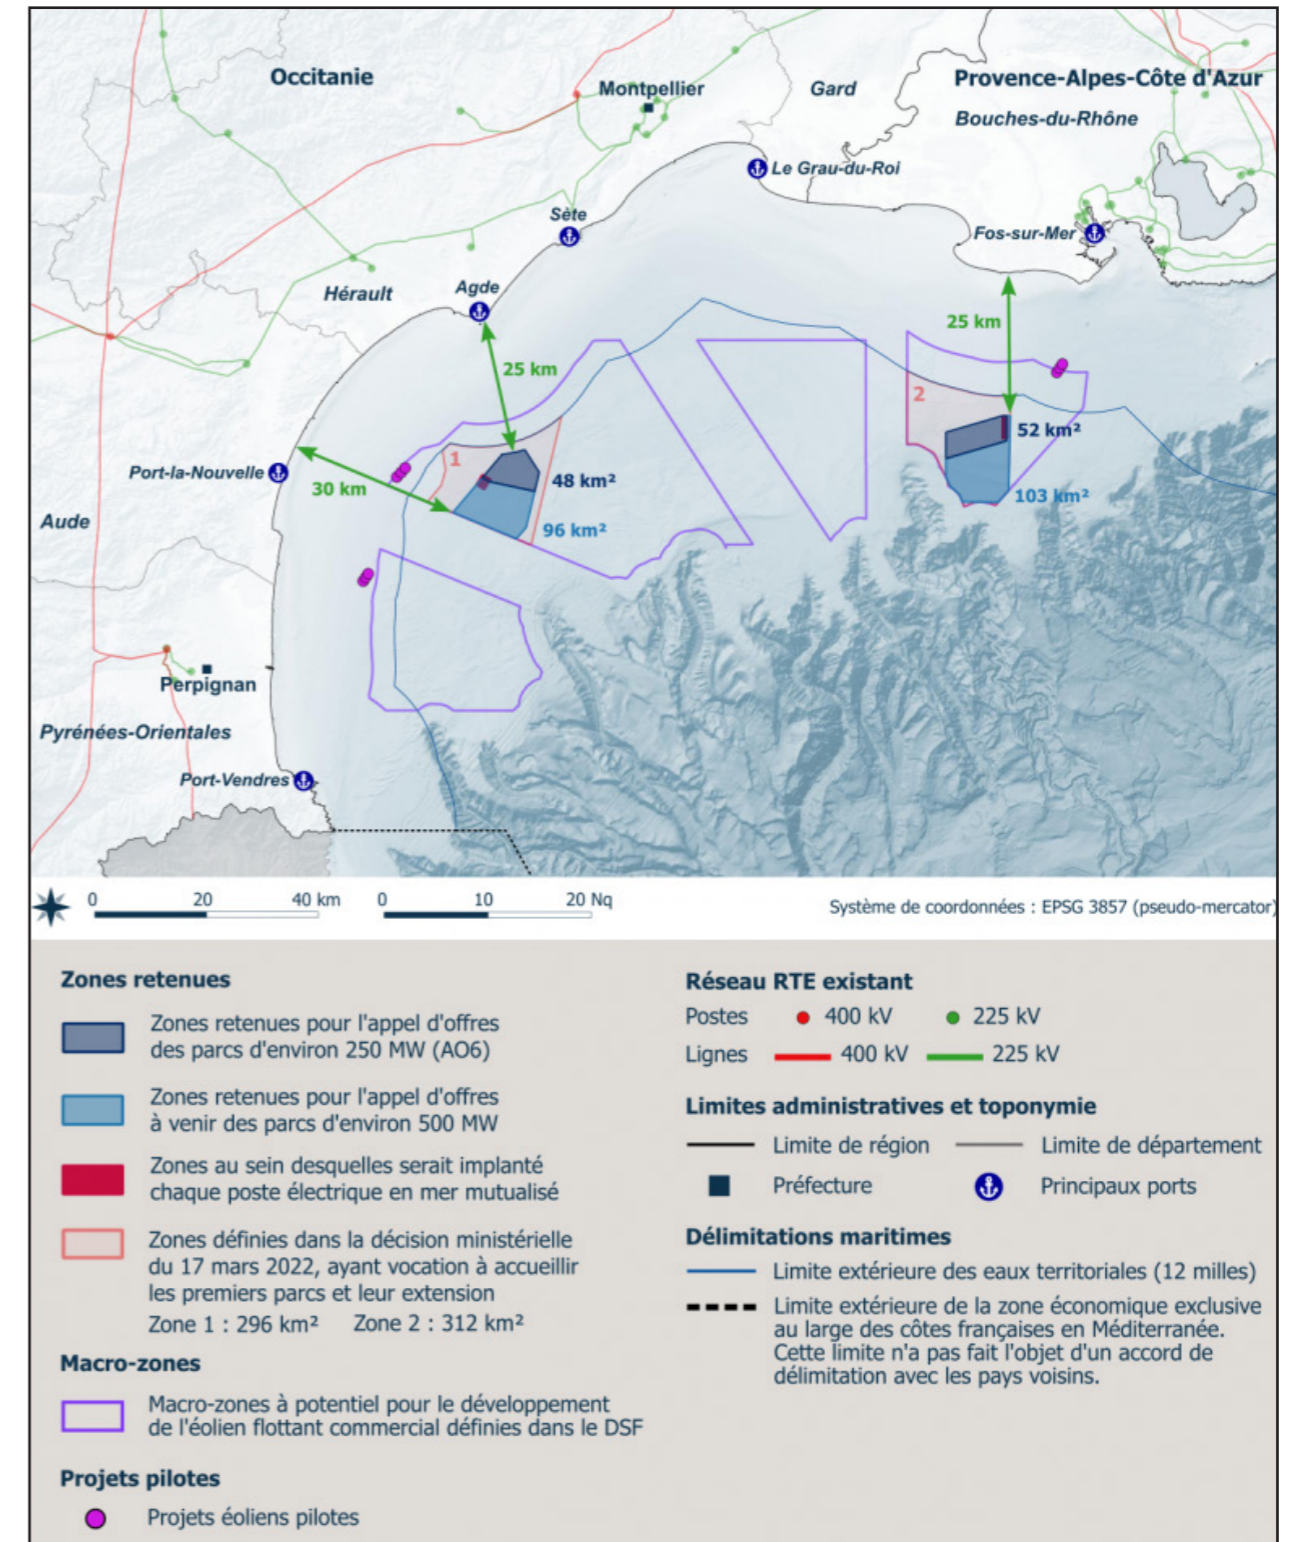 Occitanie
Provence-Alpes-Côte d'Azur
Montpellier
Gard
Bouches-du-Rhône
Le Grau-du-Roi
Sète
Fos-sur-Mer
Agde
Hérault
25 km
25 km
2
52 km²
1
48 km²
Port-la-Nouvelle
30 km
103 km²
Aude
96 km²
Perpignan
Pyrénées-Orientales
Port-Vendres
0 20 40 km 0 10 20 Nq
Système de coordonnées : EPSG 3857 (pseudo-mercator)
Zones retenues
Zones retenues pour l'appel d'offres
des parcs d'environ 250 MW (AO6)
Zones retenues pour l'appel d'offres
à venir des parcs d'environ 500 MW
Zones au sein desquelles serait implanté
chaque poste électrique en mer mutualisé
Zones définies dans la décision ministérielle
du 17 mars 2022, ayant vocation à accueillir
les premiers parcs et leur extension
Zone 1 : 296 km² Zone 2 : 312 km²
Macro-zones
Macro-zones à potentiel pour le développement
de l'éolien flottant commercial définies dans le DSF
Projets pilotes
Projets éoliens pilotes
Réseau RTE existant
Postes 400 kV 225 kV
Lignes 400 kV 225 kV
Limites administratives et toponymie
Limite de région Limite de département
Préfecture Principaux ports
Délimitations maritimes
Limite extérieure des eaux territoriales (12 milles)
Limite extérieure de la zone économique exclusive
au large des côtes françaises en Méditerranée.
Cette limite n'a pas fait l'objet d'un accord de
délimitation avec les pays voisins.